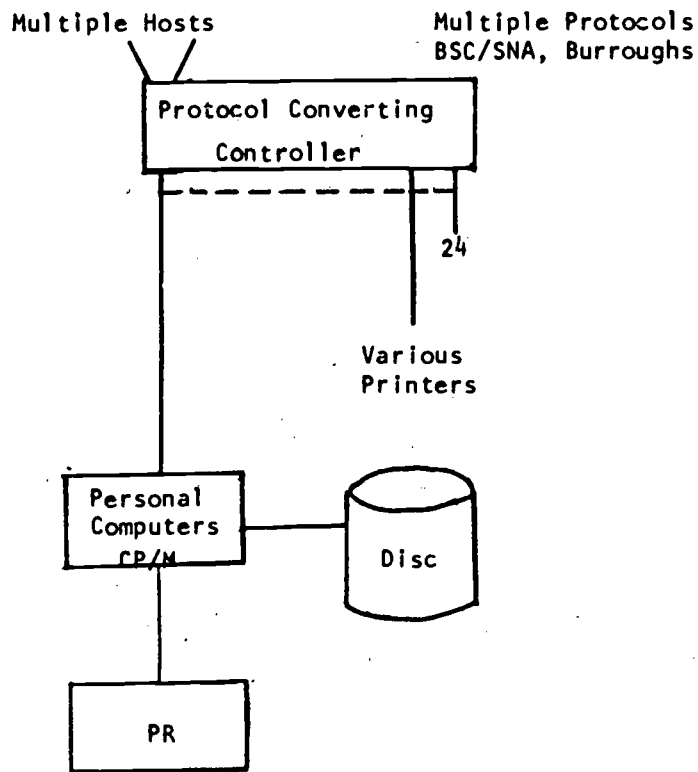 Multiple Hosts
Multiple Protocols
BSC/SNA, Burroughs
Protocol Converting
Controller
24
Various
Printers
Personal
Computers
CP/M
Disc
PR